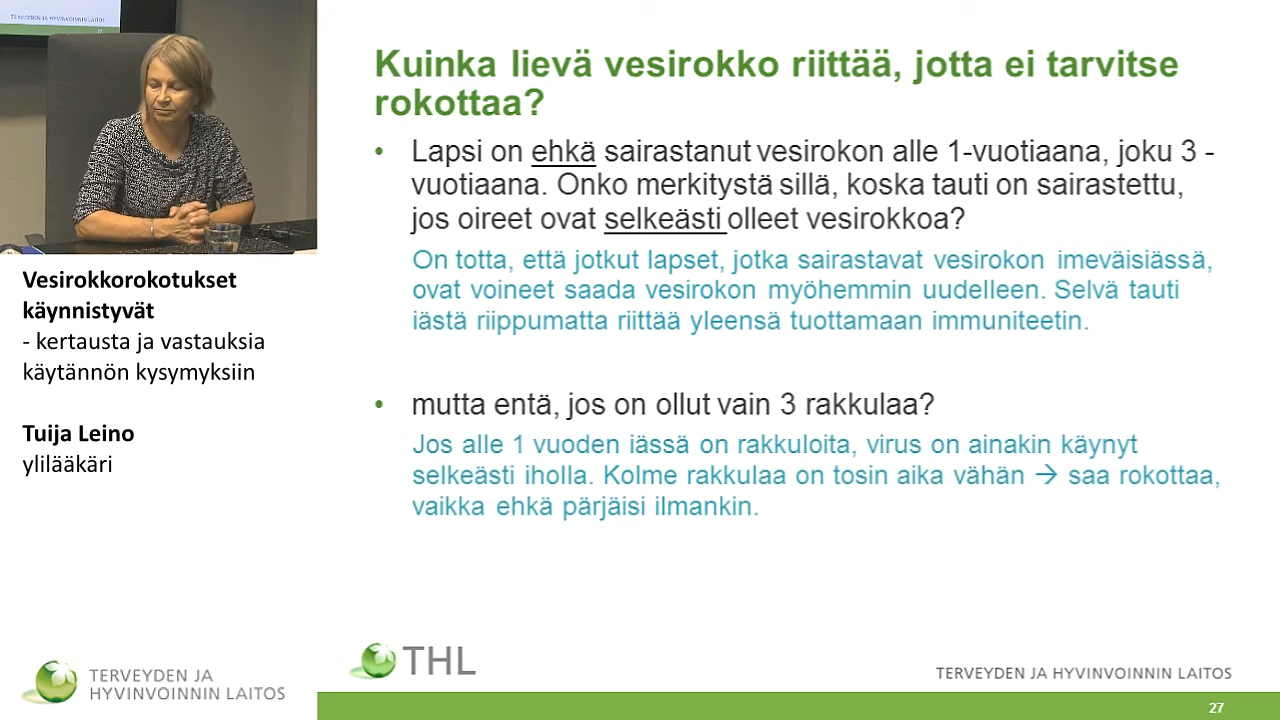 TERVEYDEN JA HYVINVOINNIN LAITOS
Kuinka lievä vesirokko riittää, jotta ei tarvitse
rokottaa?
• Lapsi on ehkä sairastanut vesirokon alle 1-vuotiaana, joku 3 -
vuotiaana. Onko merkitystä sillä, koska tauti on sairastettu,
jos oireet ovat selkeästi olleet vesirokkoa?
On totta, että jotkut lapset, jotka sairastavat vesirokon imeväisiässä,
ovat voineet saada vesirokon myöhemmin uudelleen. Selvä tauti
iästä riippumatta riittää yleensä tuottamaan immuniteetin.
• mutta entä, jos on ollut vain 3 rakkulaa?
Jos alle 1 vuoden iässä on rakkuloita, virus on ainakin käynyt
selkeästi iholla. Kolme rakkulaa on tosin aika vähän → saa rokottaa,
vaikka ehkä pärjäisi ilmankin.
Vesirokkorokotukset
käynnistyvät
- kertausta ja vastauksia
käytännön kysymyksiin
Tuija Leino
ylilääkäri
TERVEYDEN JA
HYVINVOINNIN LAITOS
THL
TERVEYDEN JA HYVINVOINNIN LAITOS
27